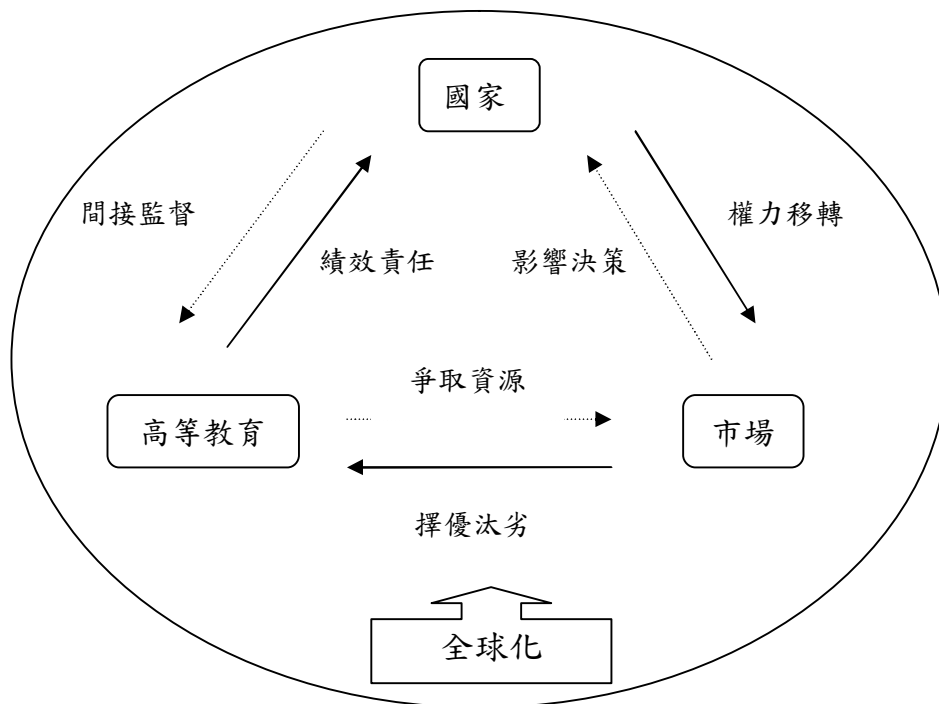 國家
間接監督
績效責任
影響決策
權力移轉
爭取資源
高等教育
市場
擇優汰劣
全球化